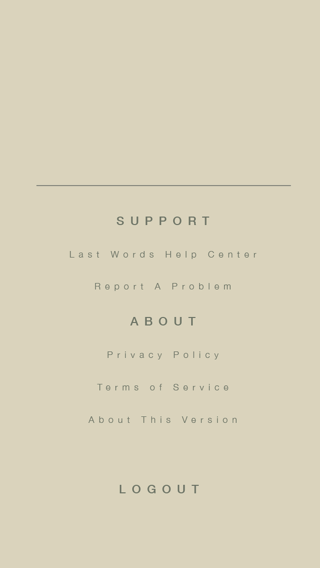 SUPPORT
Last Words Help Center
Report A Problem
ABOUT
Privacy Policy
Terms of Service
About This Version
LOGOUT